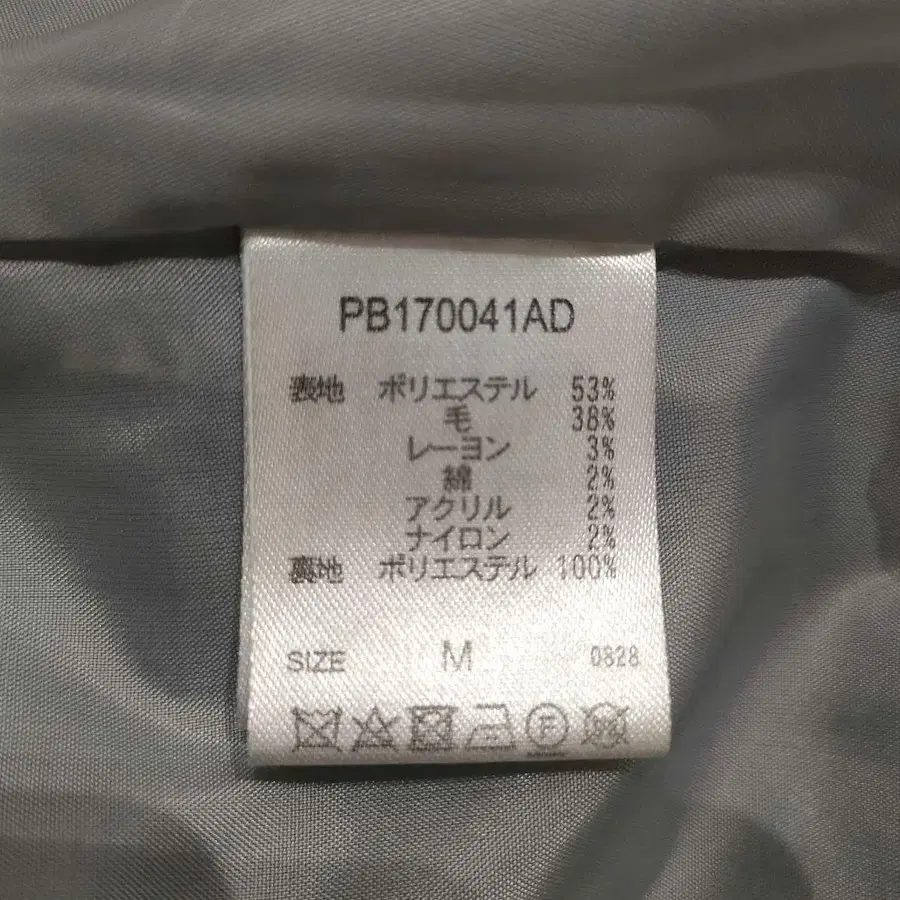 PB170041AD
表地 ポリエステル 53%
毛 38%
レーヨン 3%
綿 2%
アクリル 2%
ナイロン 2%
裏地 ポリエステル 100%
SIZE M 0828
F